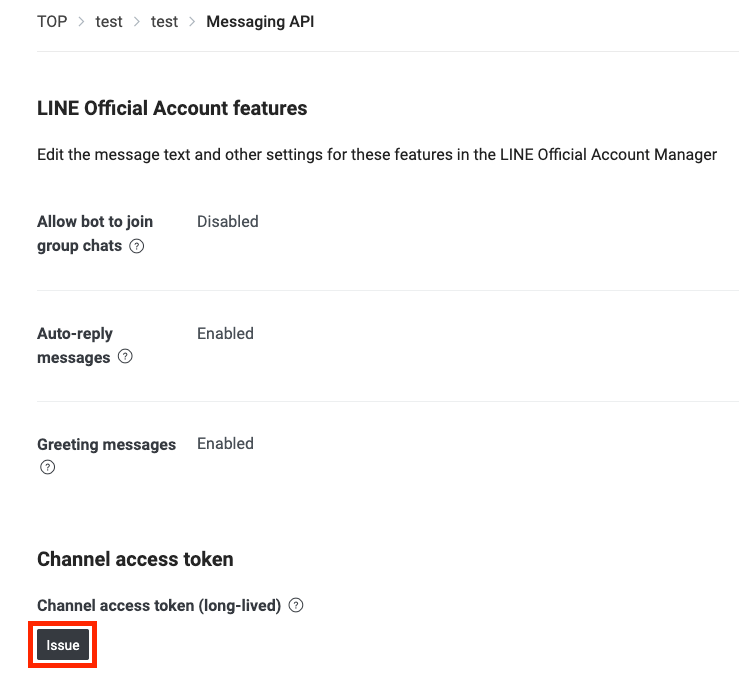 TOP > test > test > Messaging API
LINE Official Account features
Edit the message text and other settings for these features in the LINE Official Account Manager
Allow bot to join Disabled
group chats ?
Auto-reply Enabled
messages ?
Greeting messages Enabled
?
Channel access token
Channel access token (long-lived) ?
Issue